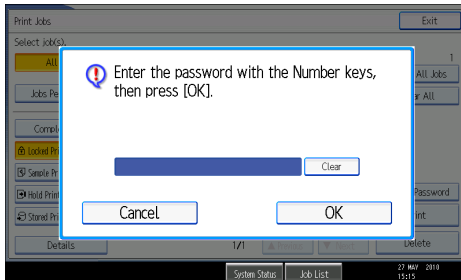 Print Jobs Exit
Select job(s).
All 1
All Jobs
Jobs Pe ar All
Enter the password with the Number keys,
then press [OK].
Compl
Locked Pri
Sample Pr Clear
Hold Print Password
Stored Pri Cancel OK int
Details 1/1 Delete
System Status Job List 27 MAY 2010
15:15